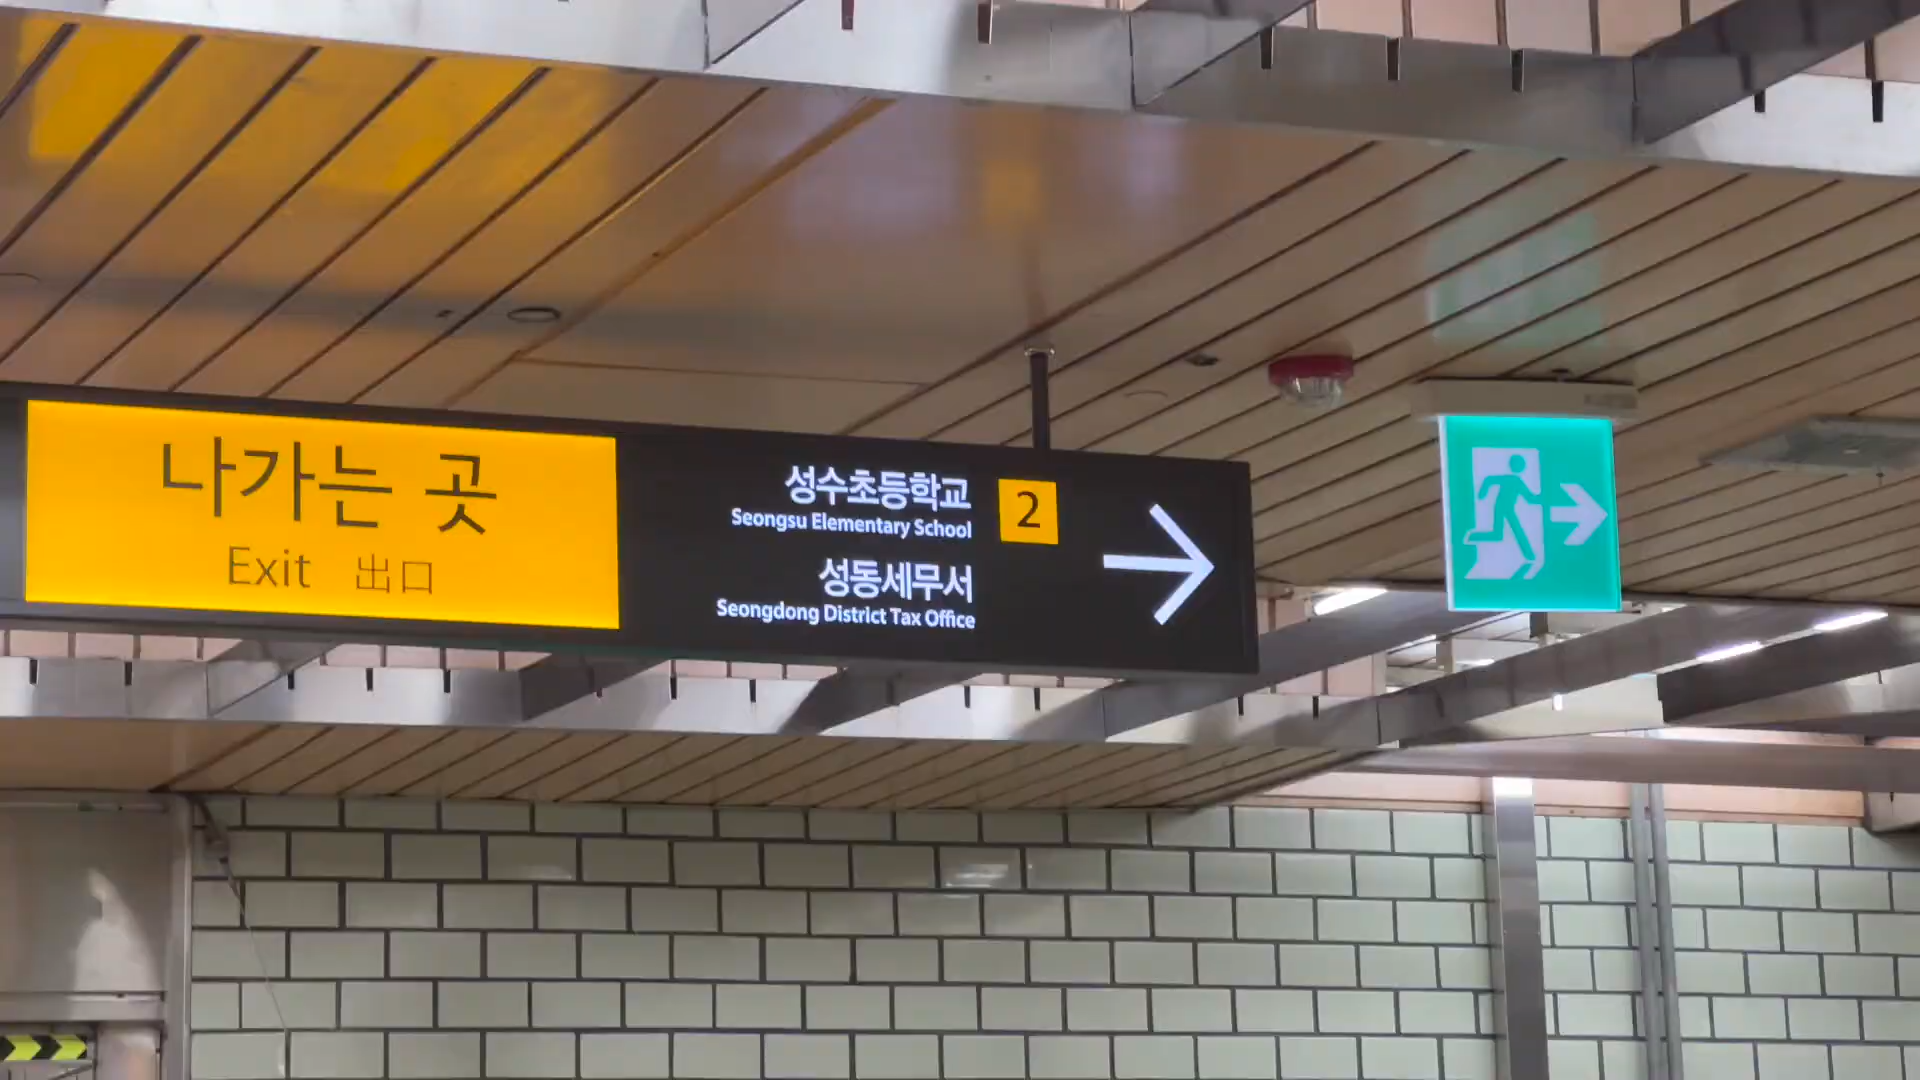 나가는 곳
Exit 出口
성수초등학교
Seongsu Elementary School
2
성동세무서
Seongdong District Tax Office